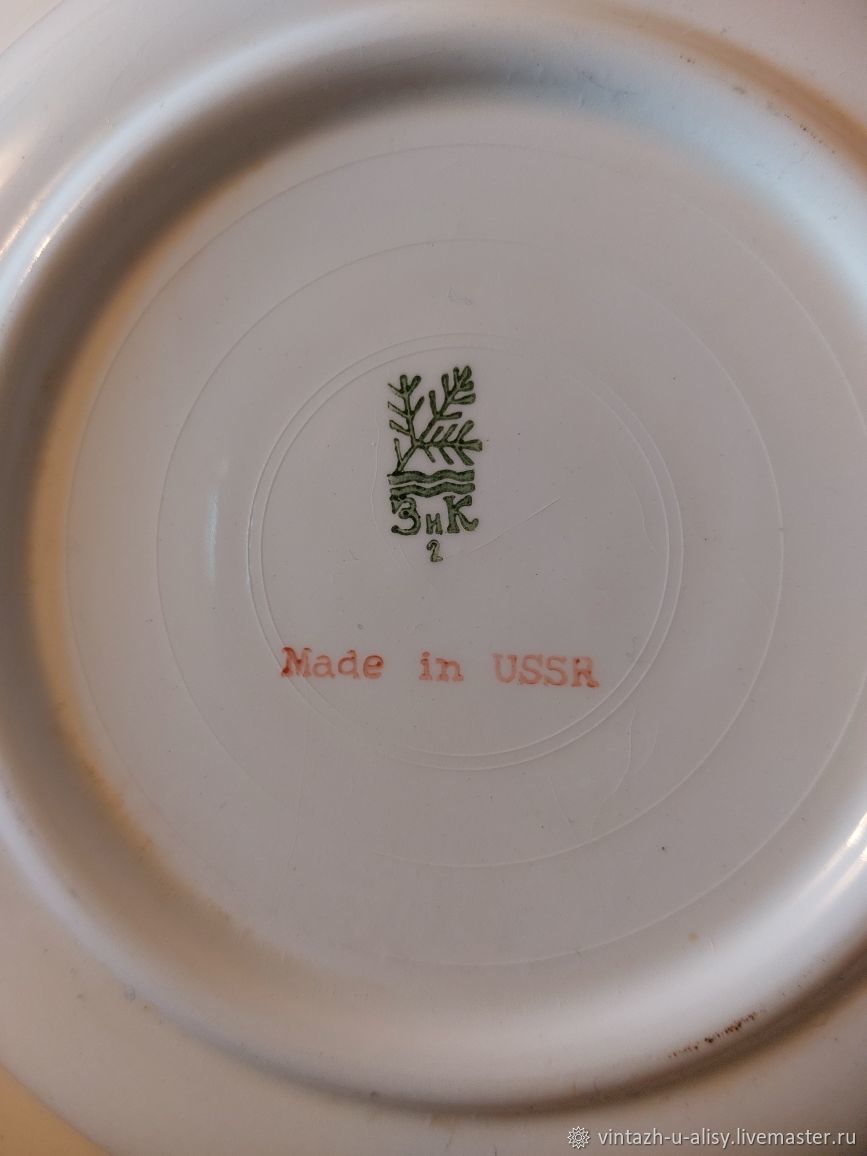 ЗиК
2
Made in USSR
vintazh-u-alisy.livemaster.ru